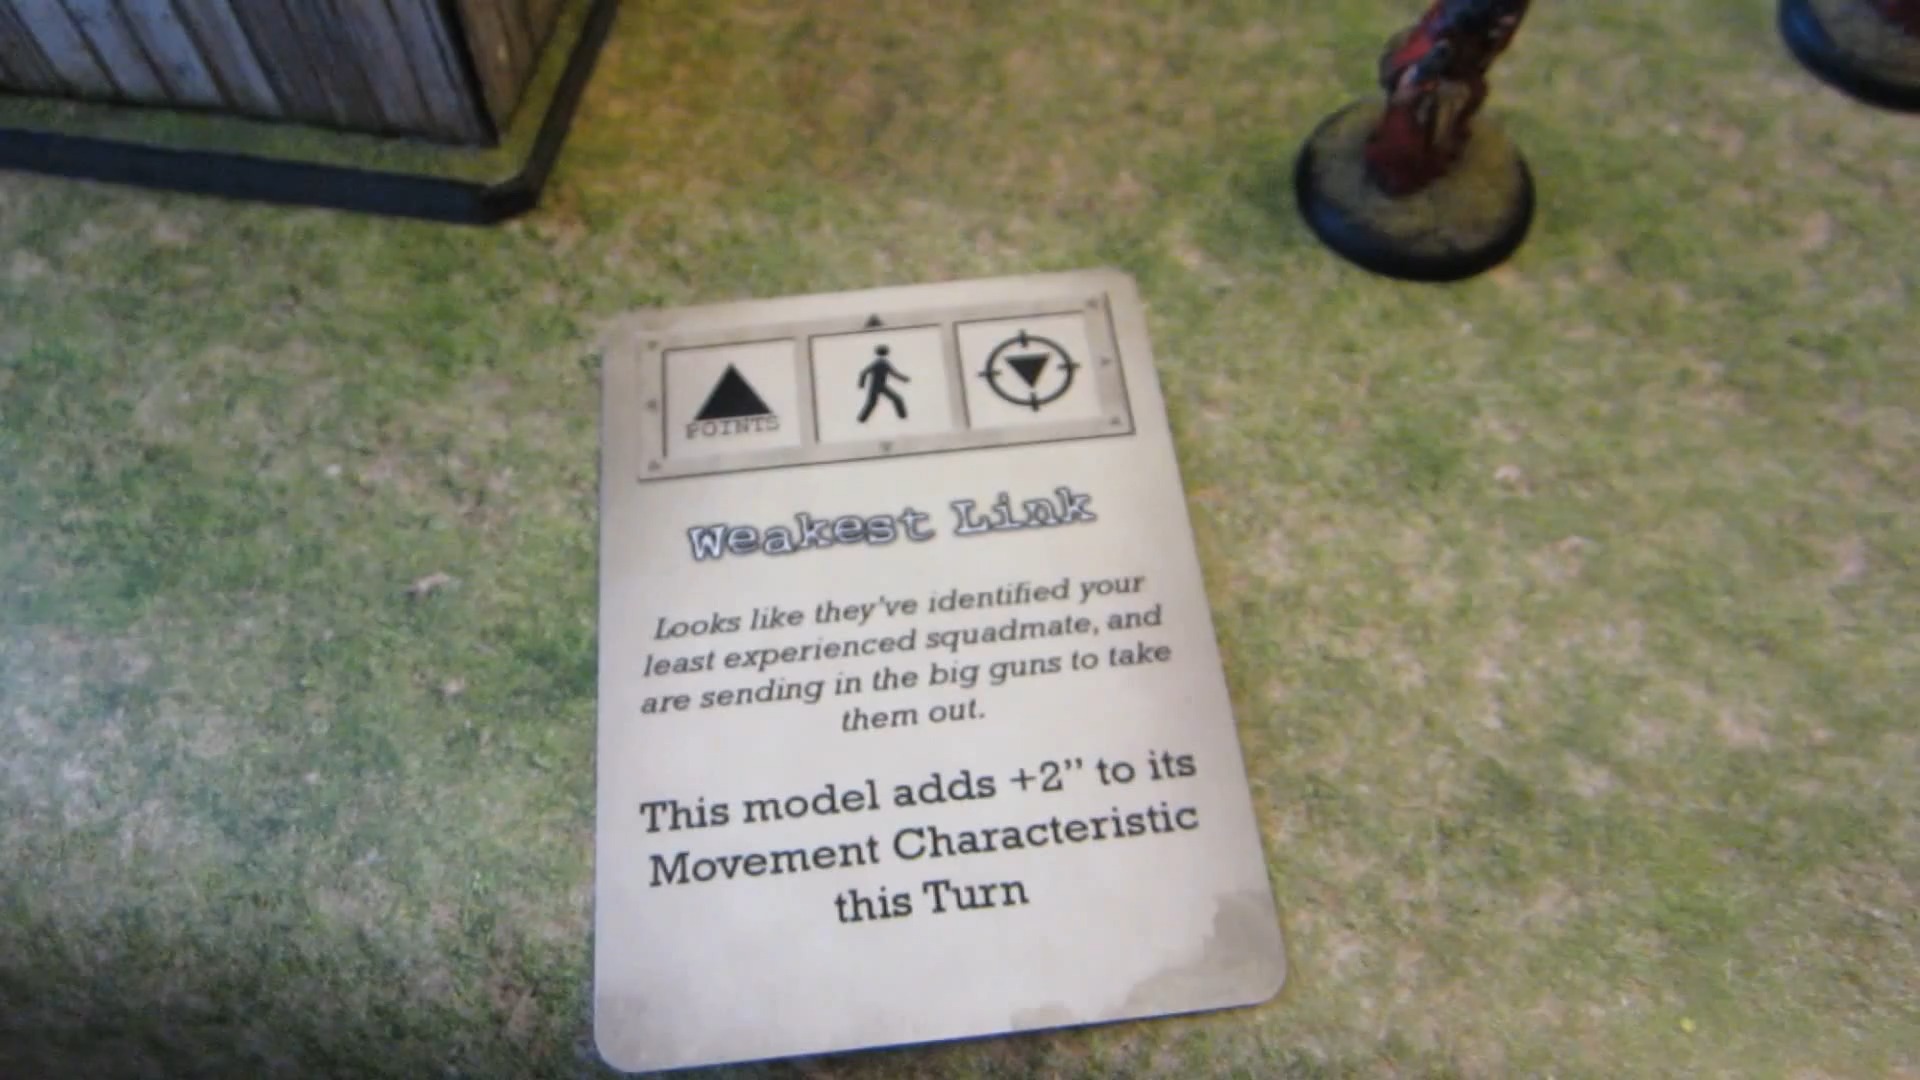 POINTS
Weakest Link
Looks like they've identified your
least experienced squadmate, and
are sending in the big guns to take
them out.
This model adds +2” to its
Movement Characteristic
this Turn